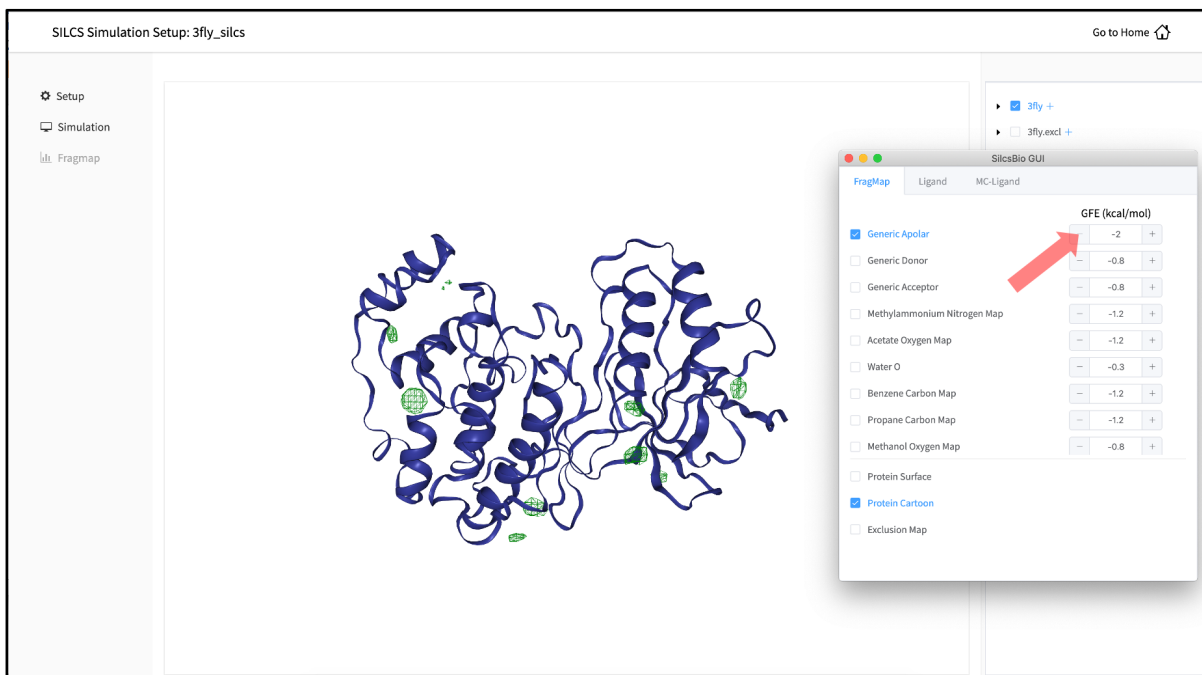 SILCS Simulation Setup: 3fly_silcs
Go to Home
Setup
Simulation
Fragmap
3fly +
3fly.excl +
SilcsBio GUI
FragMap Ligand MC-Ligand
GFE (kcal/mol)
Generic Apolar − -2 +
Generic Donor − -0.8 +
Generic Acceptor − -0.8 +
Methylammonium Nitrogen Map − -1.2 +
Acetate Oxygen Map − -1.2 +
Water O − -0.3 +
Benzene Carbon Map − -1.2 +
Propane Carbon Map − -1.2 +
Methanol Oxygen Map − -0.8 +
Protein Surface
Protein Cartoon
Exclusion Map